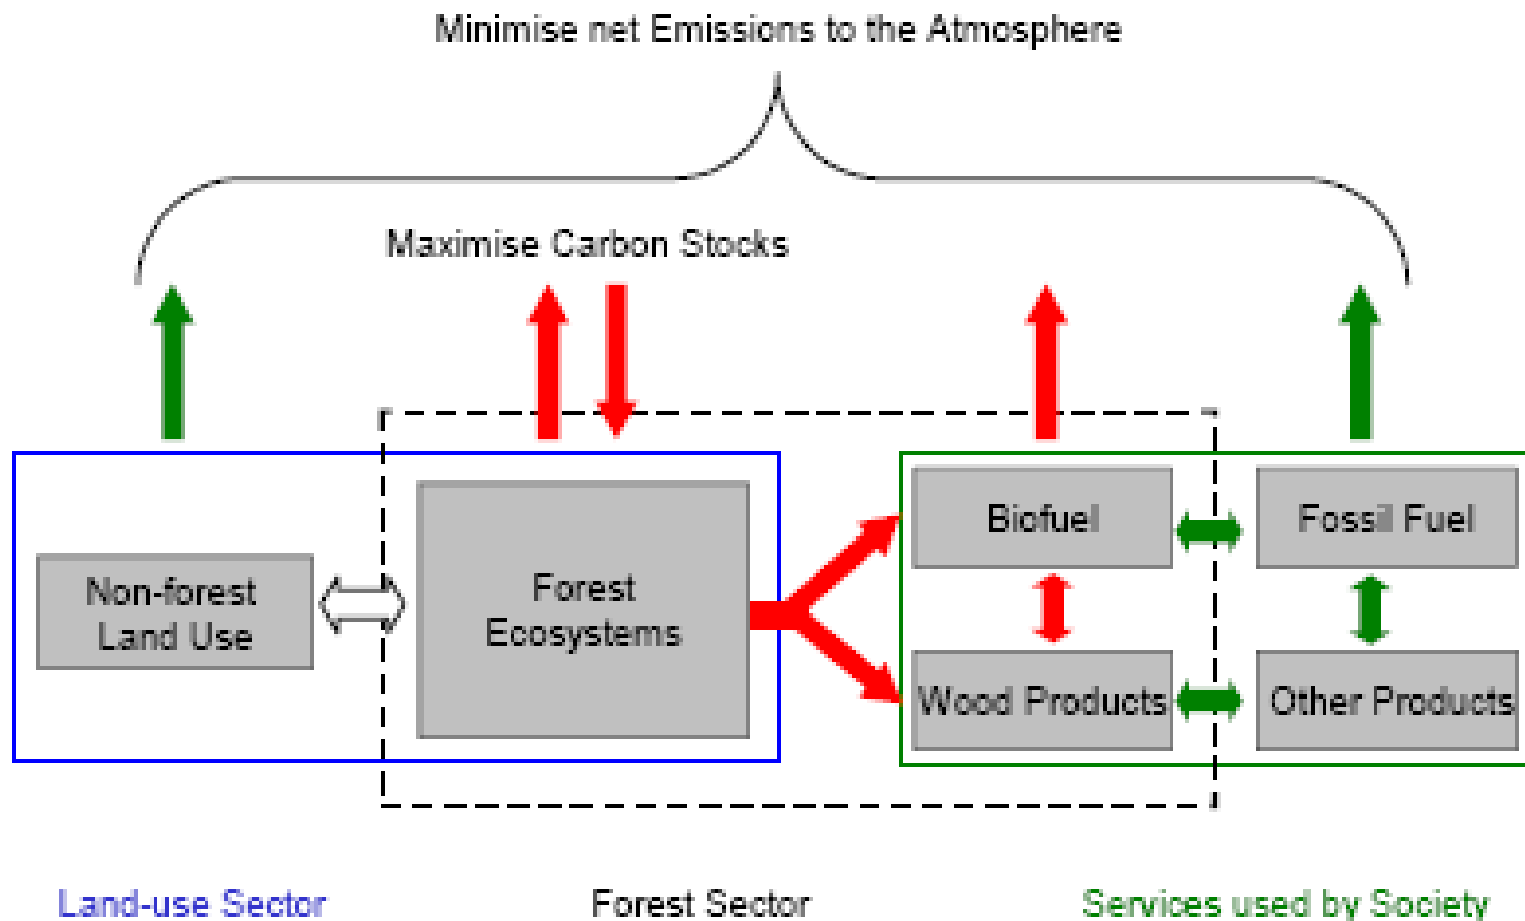 Minimise net Emissions to the Atmosphere
Maximise Carbon Stocks
Non-forest
Land Use
Forest
Ecosystems
Biofuel
Fossil Fuel
Wood Products
Other Products
Land-use Sector
Forest Sector
Services used by Society